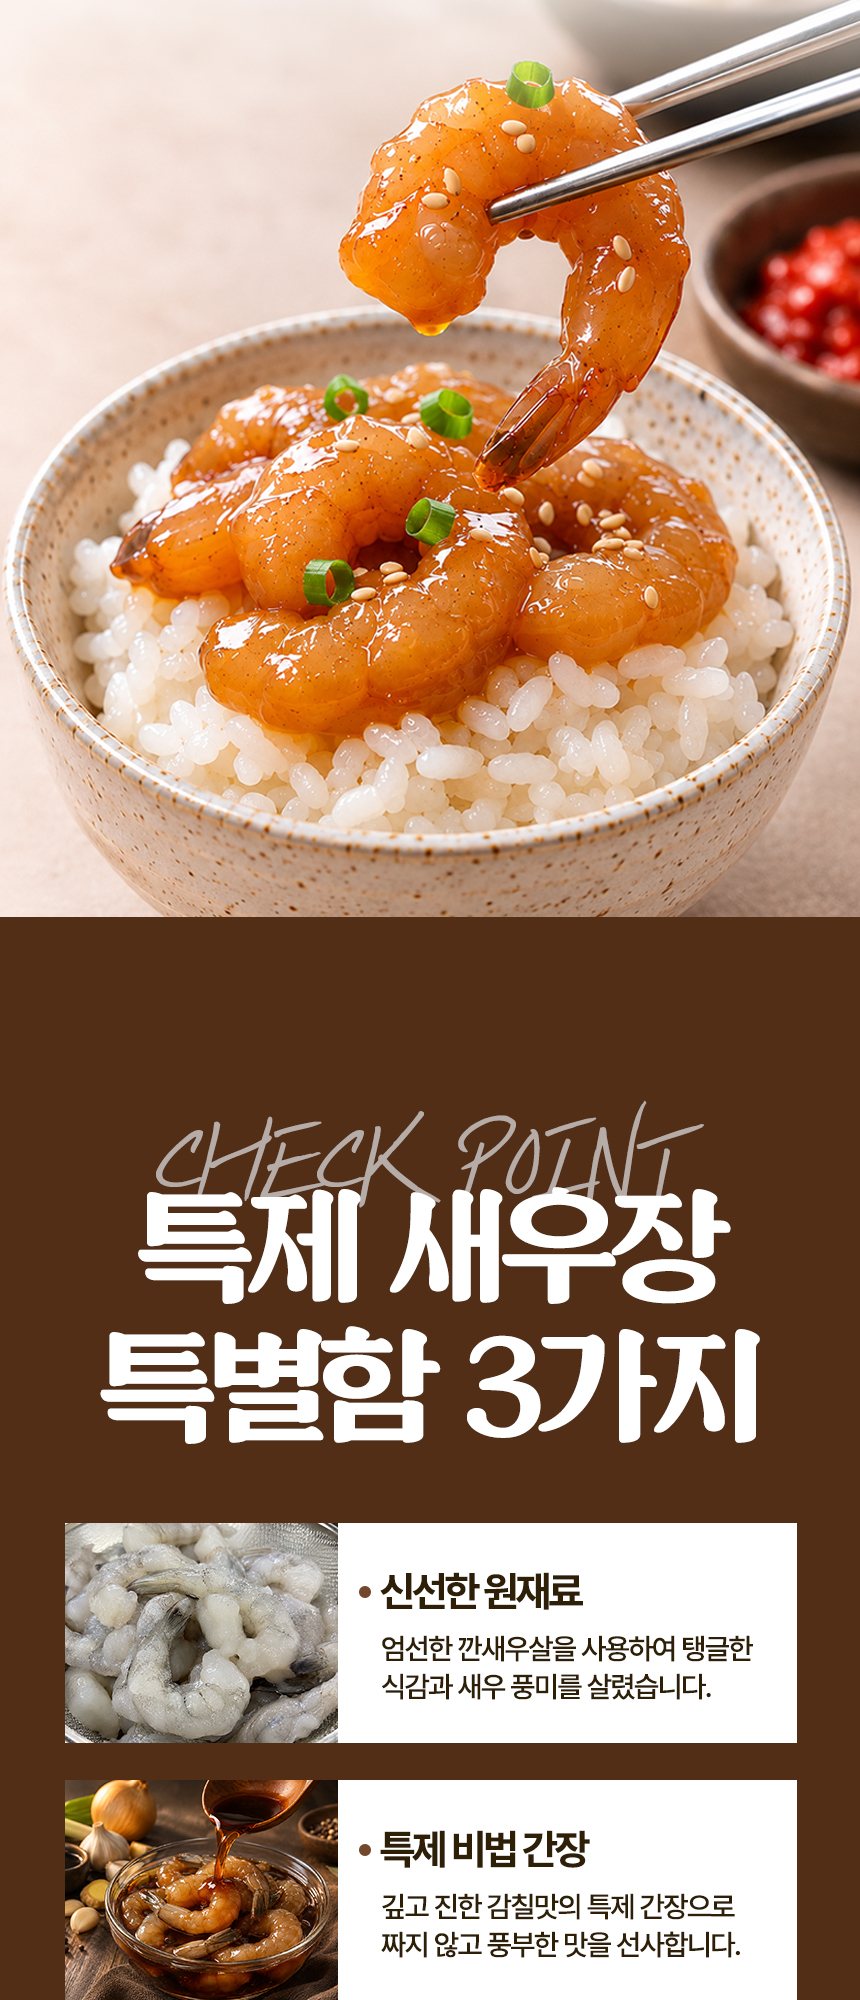 CHECK POINT
특제 새우장
특별함 3가지
• 신선한 원재료
엄선한 깐새우살을 사용하여 탱글한
식감과 새우 풍미를 살렸습니다.
• 특제 비법 간장
깊고 진한 감칠맛의 특제 간장으로
짜지 않고 풍부한 맛을 선사합니다.